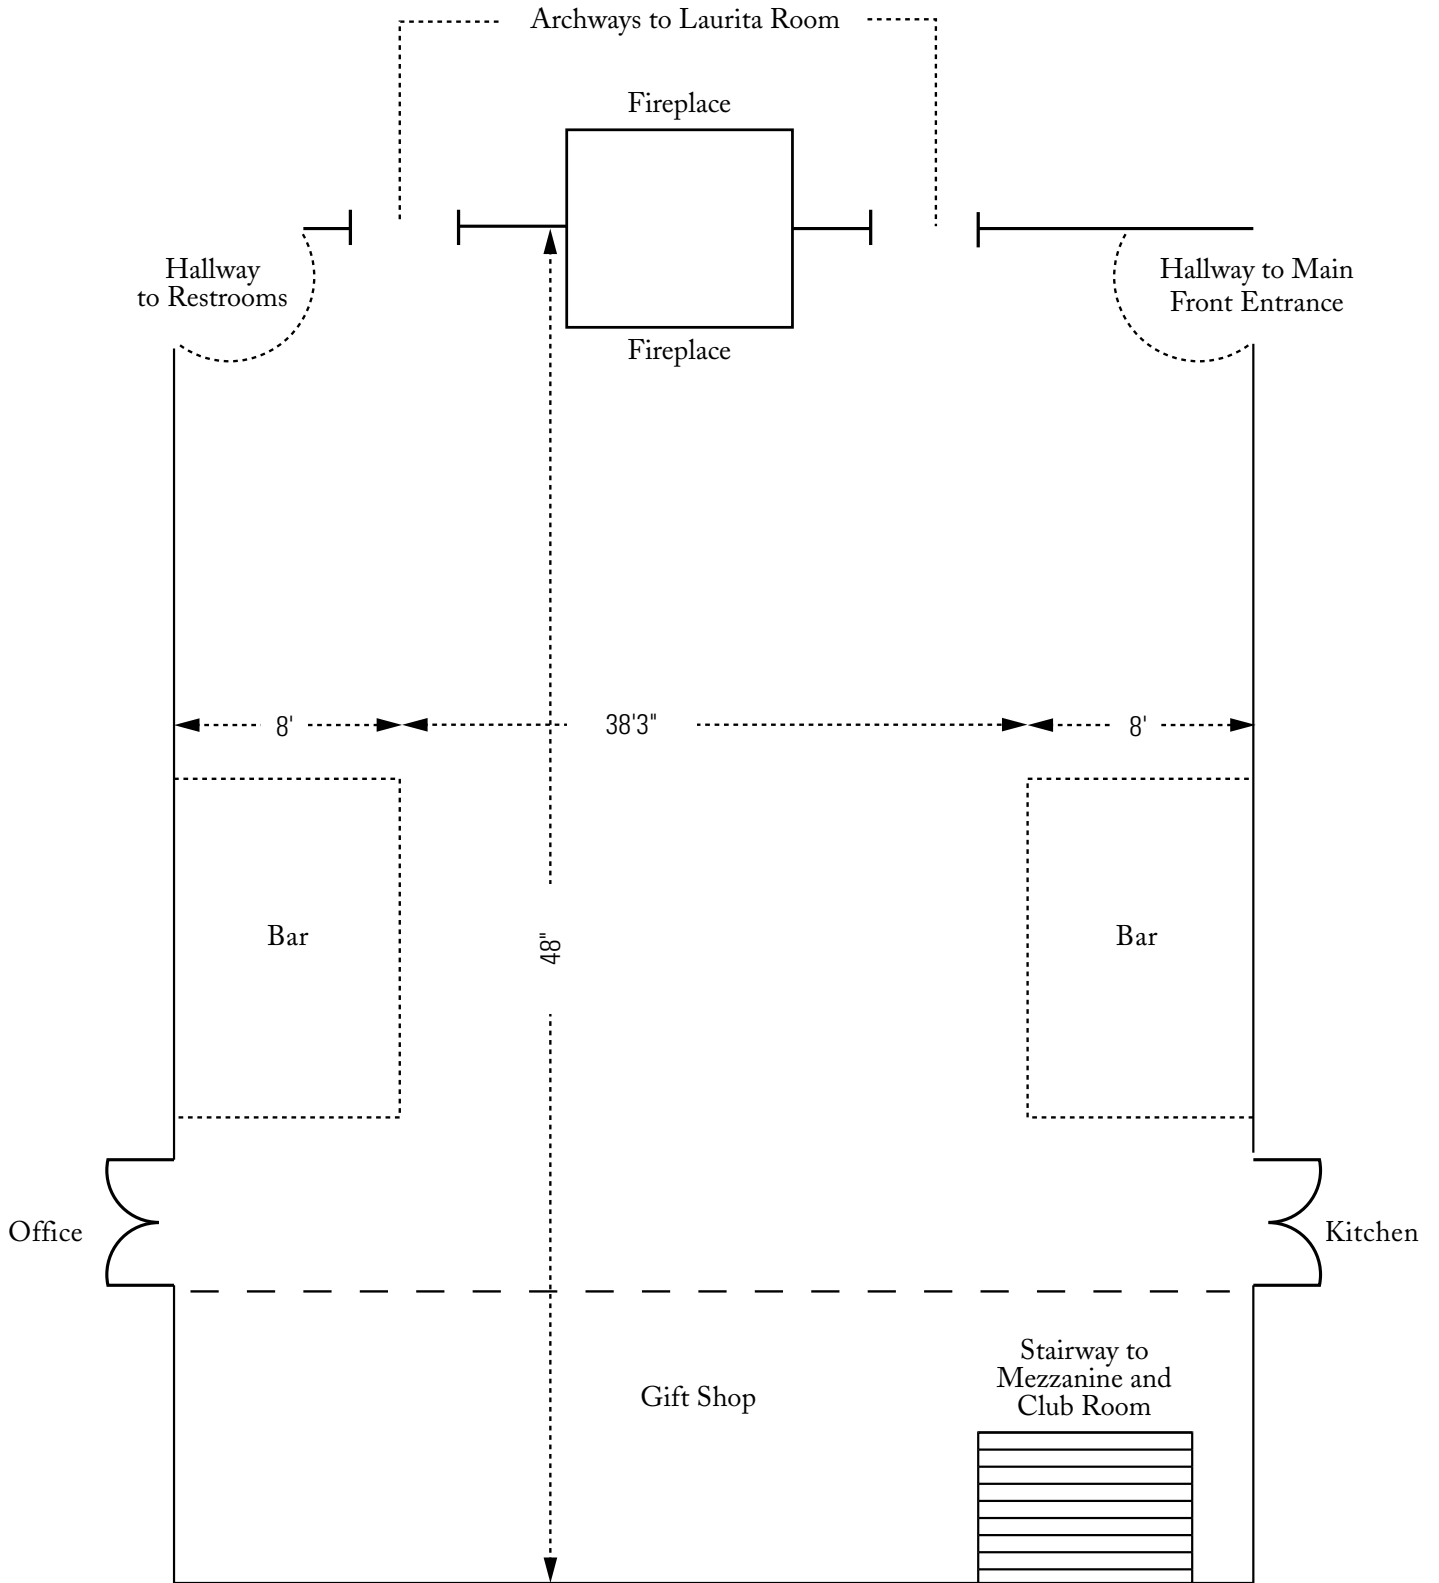 Archways to Laurita Room
Fireplace
Hallway
to Restrooms
Hallway to Main
Front Entrance
Fireplace
8'
38'3"
8'
Bar
48"
Bar
Office
Kitchen
Stairway to
Mezzanine and
Club Room
Gift Shop